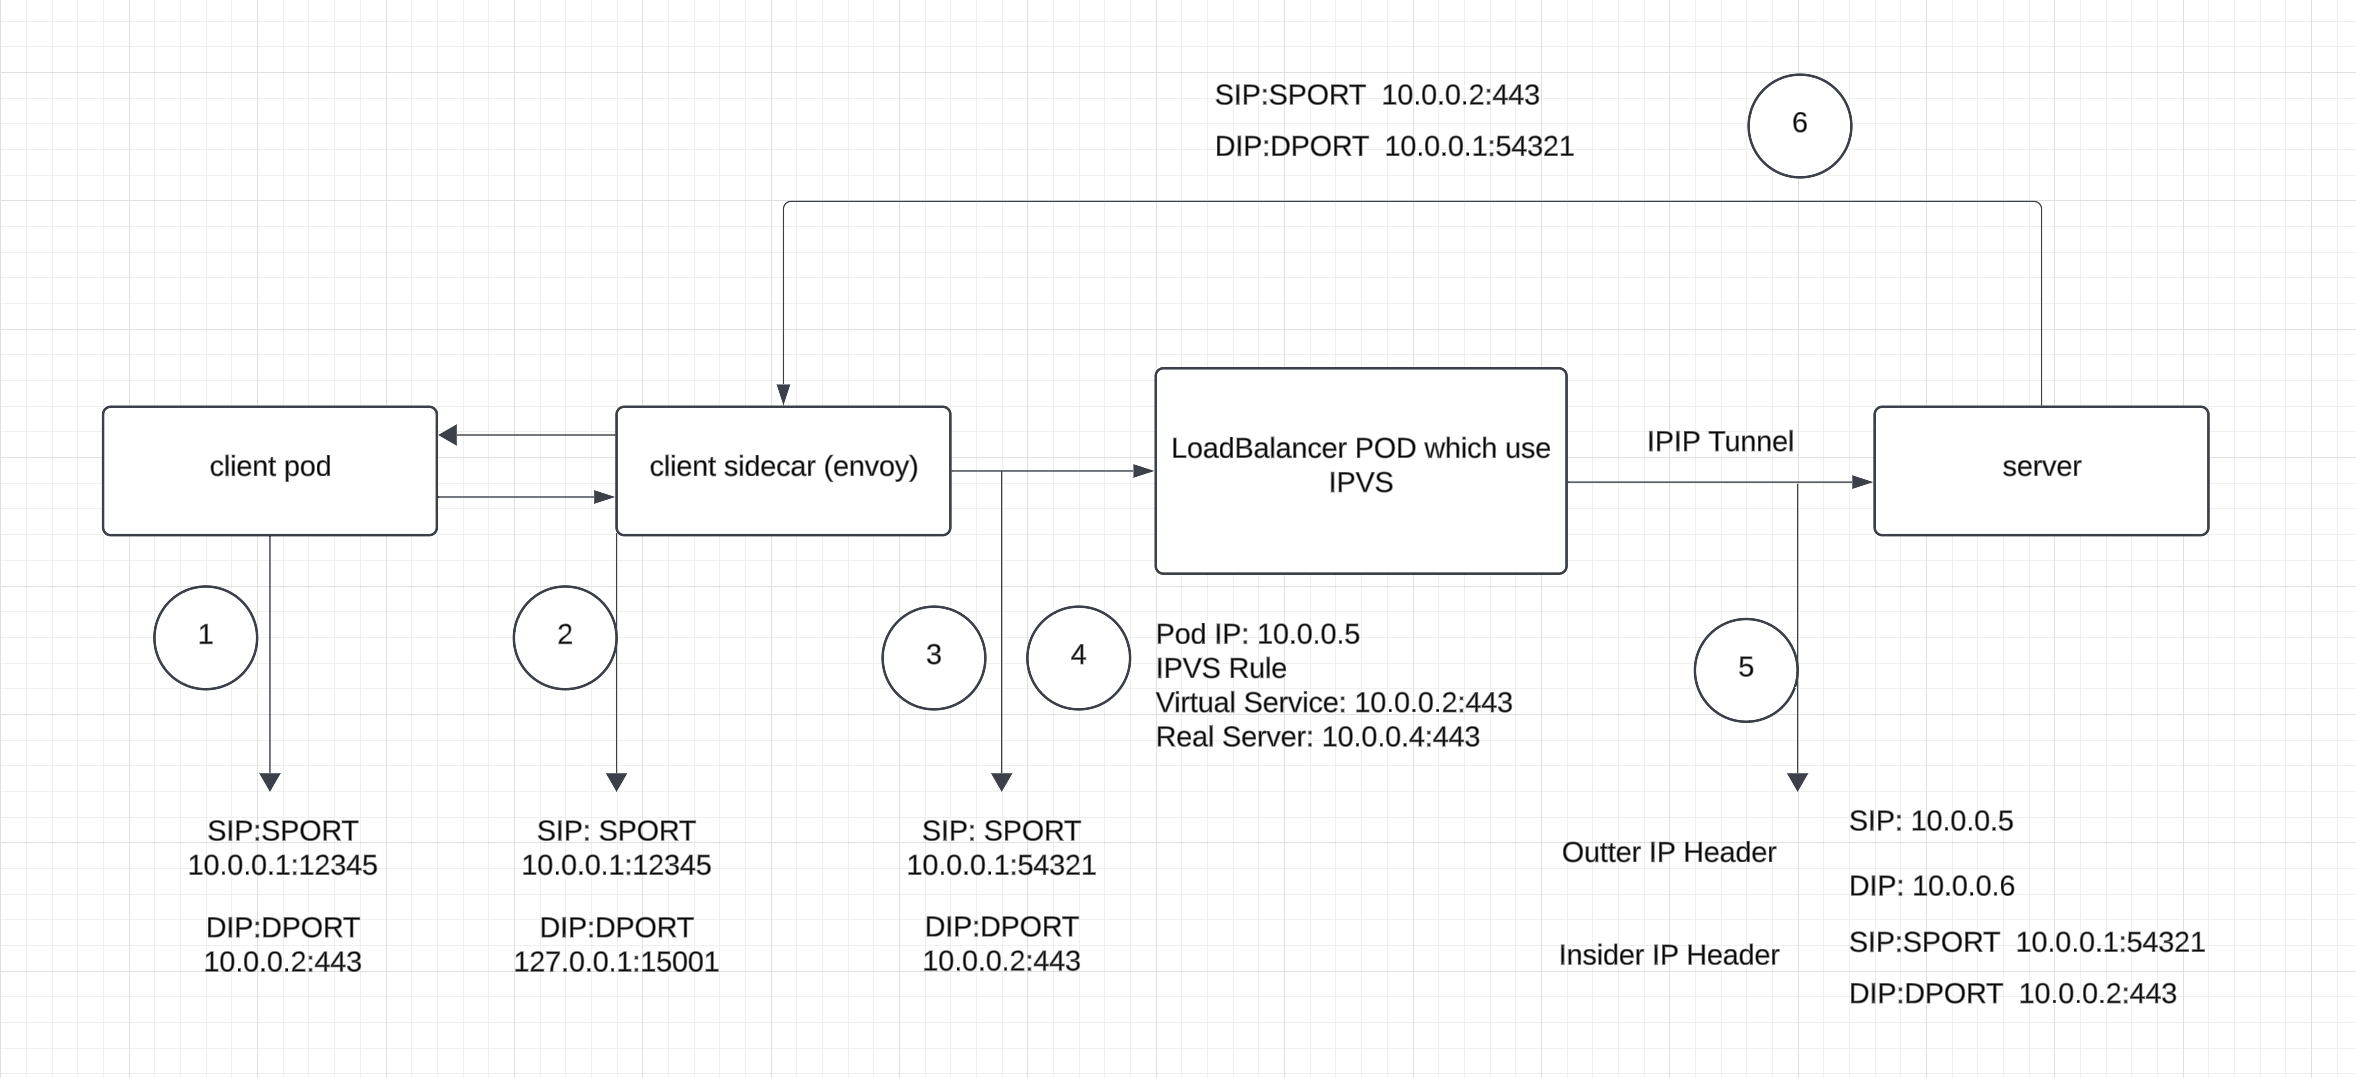 SIP:SPORT  10.0.0.2:443
6
DIP:DPORT  10.0.0.1:54321
client pod
client sidecar (envoy)
LoadBalancer POD which use
IPVS
IPIP Tunnel
server
1
2
3
4
Pod IP: 10.0.0.5
IPVS Rule
Virtual Service: 10.0.0.2:443
Real Server: 10.0.0.4:443
5
SIP:SPORT
10.0.0.1:12345
DIP:DPORT
10.0.0.2:443
SIP: SPORT
10.0.0.1:12345
DIP:DPORT
127.0.0.1:15001
SIP: SPORT
10.0.0.1:54321
DIP:DPORT
10.0.0.2:443
Outter IP Header
SIP: 10.0.0.5
DIP: 10.0.0.6
Insider IP Header
SIP:SPORT  10.0.0.1:54321
DIP:DPORT  10.0.0.2:443